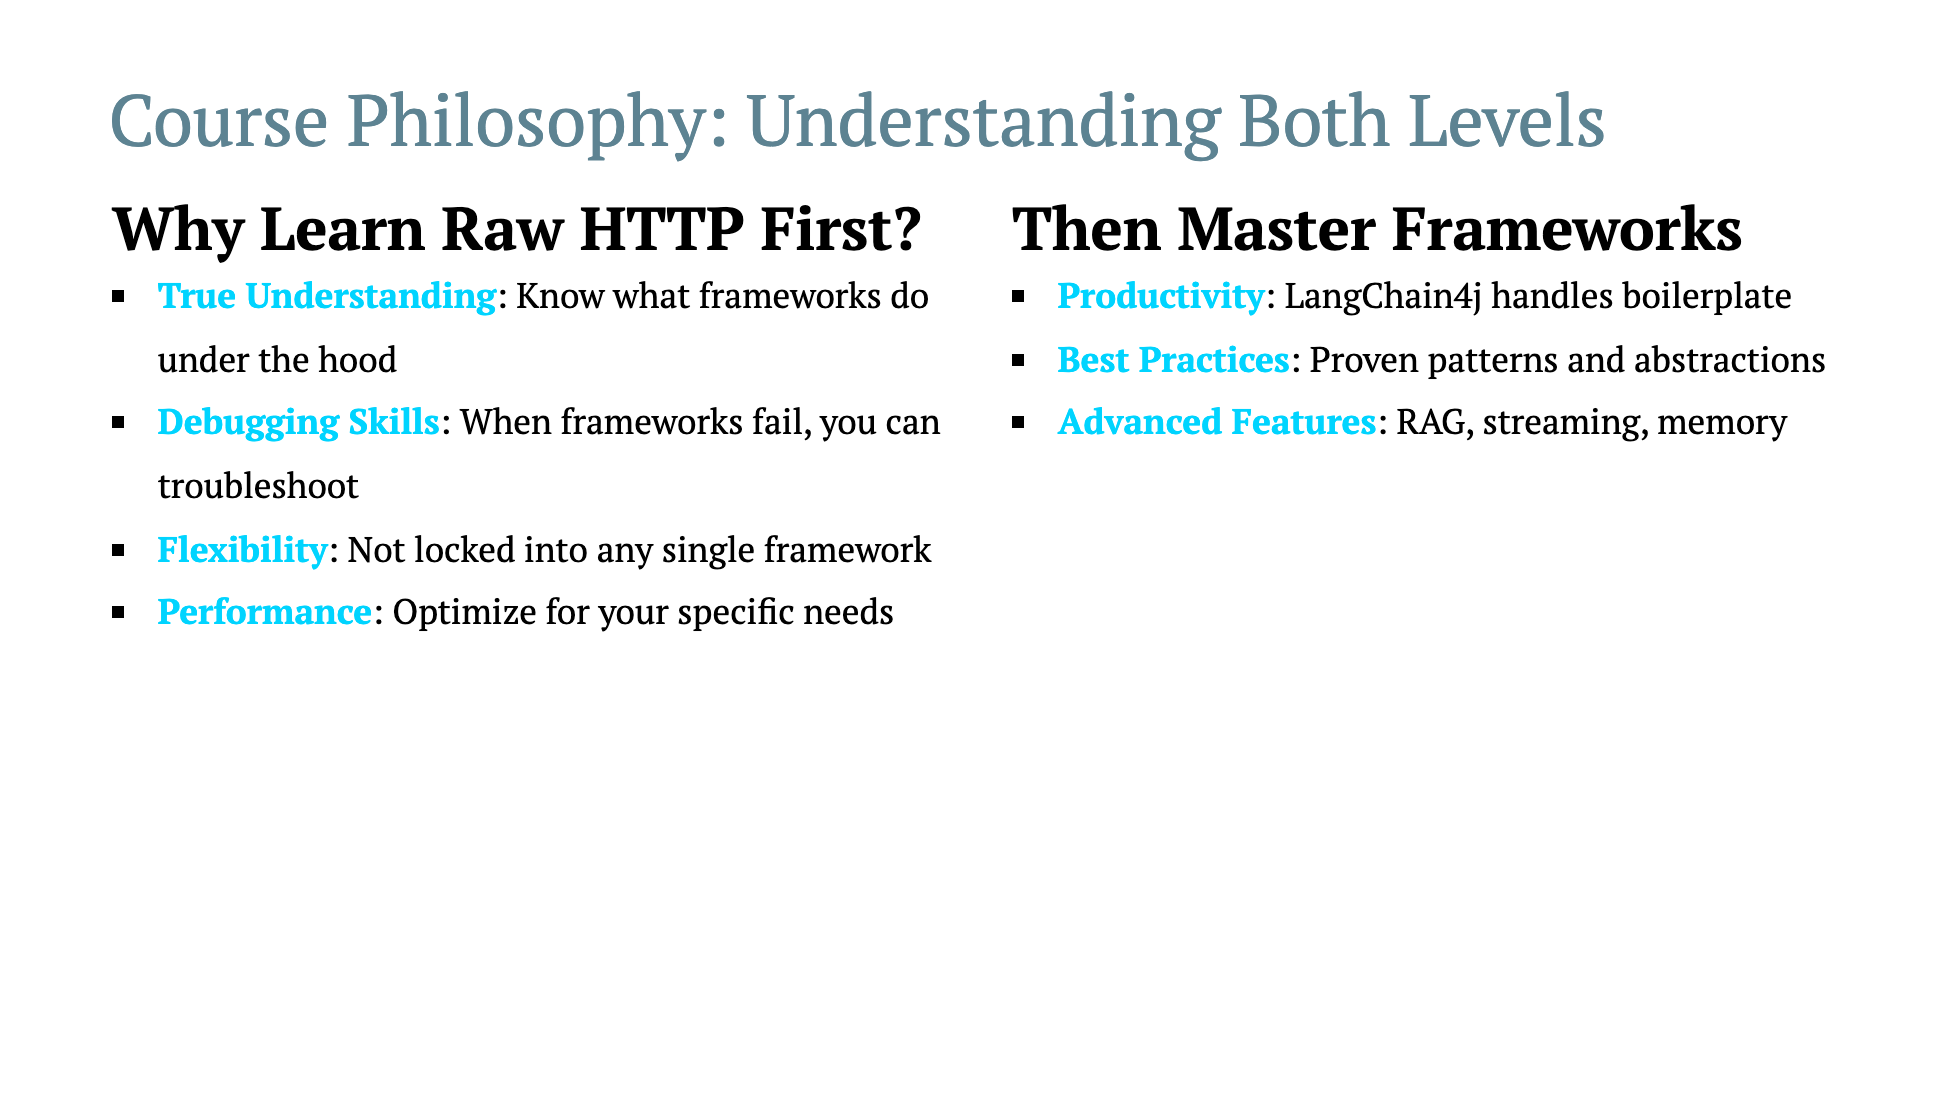 Course Philosophy: Understanding Both Levels
Why Learn Raw HTTP First?
▪ True Understanding: Know what frameworks do
under the hood
▪ Debugging Skills: When frameworks fail, you can
troubleshoot
▪ Flexibility: Not locked into any single framework
▪ Performance: Optimize for your specific needs
Then Master Frameworks
▪ Productivity: LangChain4j handles boilerplate
▪ Best Practices: Proven patterns and abstractions
▪ Advanced Features: RAG, streaming, memory